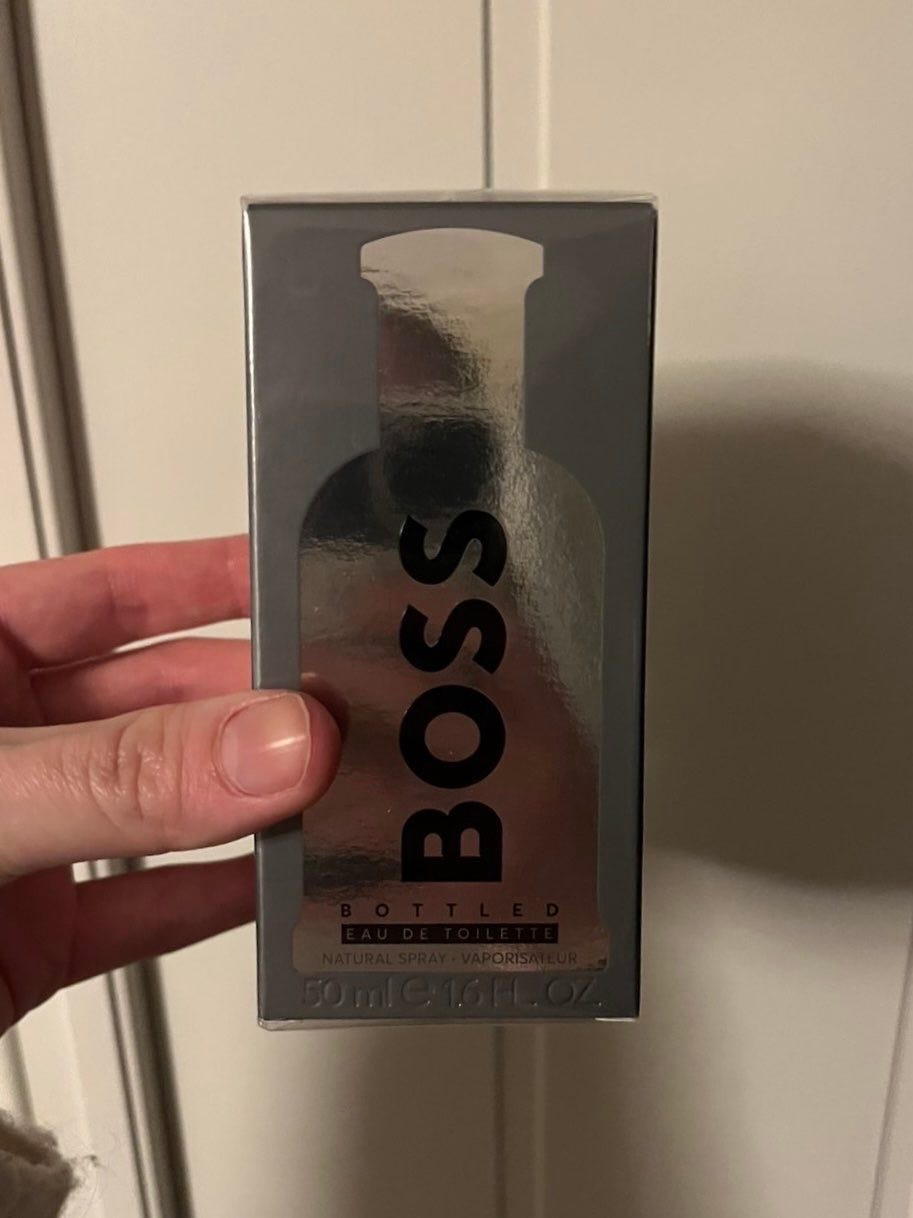 BOSS
BOTTLED
EAU DE TOILETTE
NATURAL SPRAY · VAPORISATEUR
50 ml ℮ 1.6 FL. OZ.